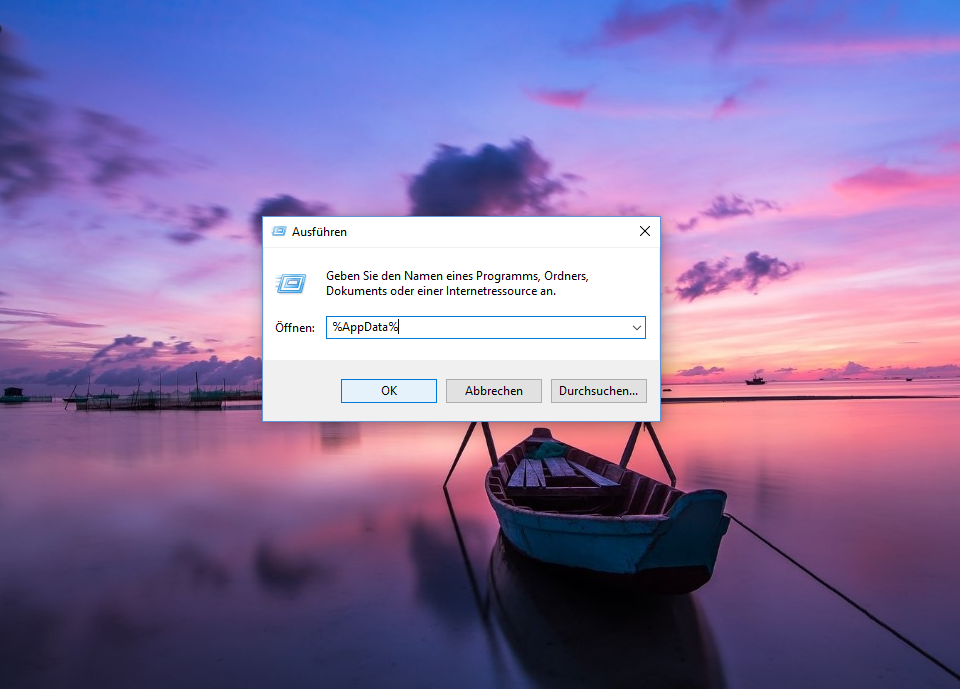 Ausführen
Geben Sie den Namen eines Programms, Ordners,
Dokuments oder einer Internetressource an.
Öffnen: %AppData%
OK Abbrechen Durchsuchen...